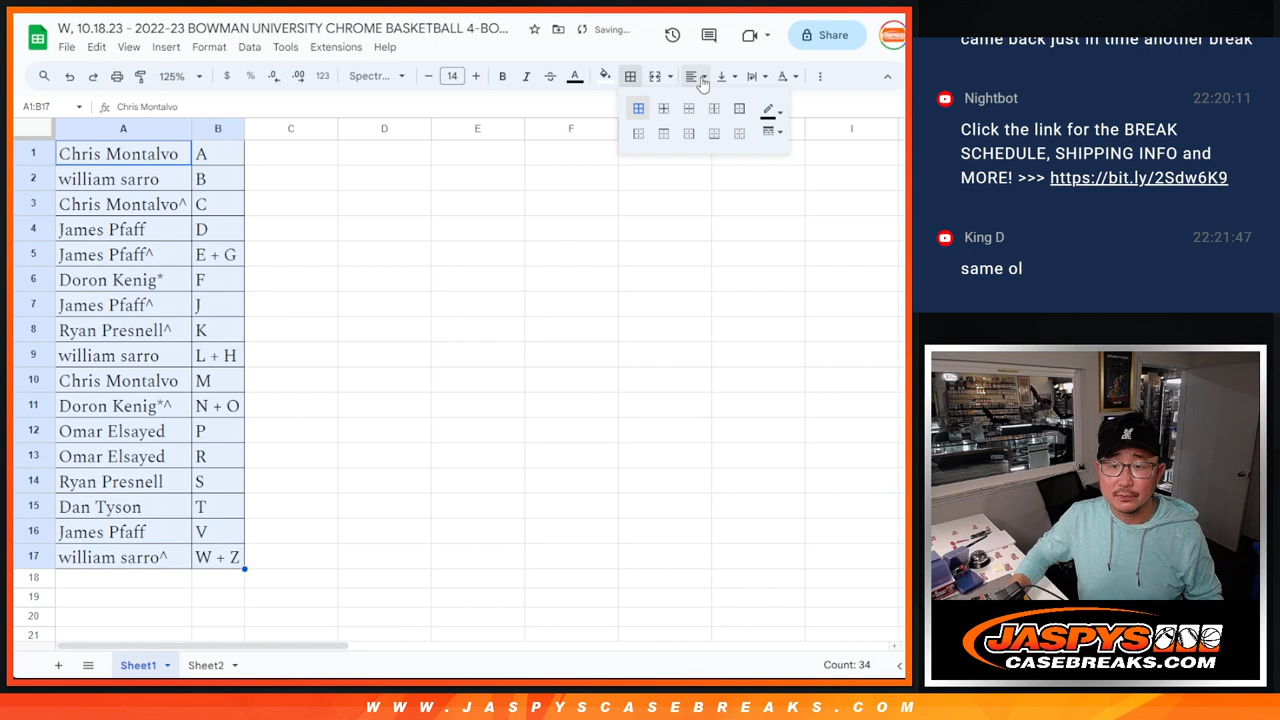 W, 10.18.23 - 2022-23 BOWMAN UNIVERSITY CHROME BASKETBALL 4-BO...
Saving...
Share
File Edit View Insert Format Data Tools Extensions Help
125% $ % .0 .00 123 Spectr... − 14 + B I S A
A1:B17 fx Chris Montalvo
A B C D E F I
1 Chris Montalvo A
2 william sarro B
3 Chris Montalvo^ C
4 James Pfaff D
5 James Pfaff^ E + G
6 Doron Kenig* F
7 James Pfaff^ J
8 Ryan Presnell^ K
9 william sarro L + H
10 Chris Montalvo M
11 Doron Kenig*^ N + O
12 Omar Elsayed P
13 Omar Elsayed R
14 Ryan Presnell S
15 Dan Tyson T
16 James Pfaff V
17 william sarro^ W + Z
18
19
20
21
+ Sheet1 Sheet2 Count: 34
came back just in time another break
Nightbot 22:20:11
Click the link for the BREAK
SCHEDULE, SHIPPING INFO and
MORE! >>> https://bit.ly/2Sdw6K9
King D 22:21:47
same ol
JASPYS
CASEBREAKS.COM
WWW.JASPYSCASEBREAKS.COM